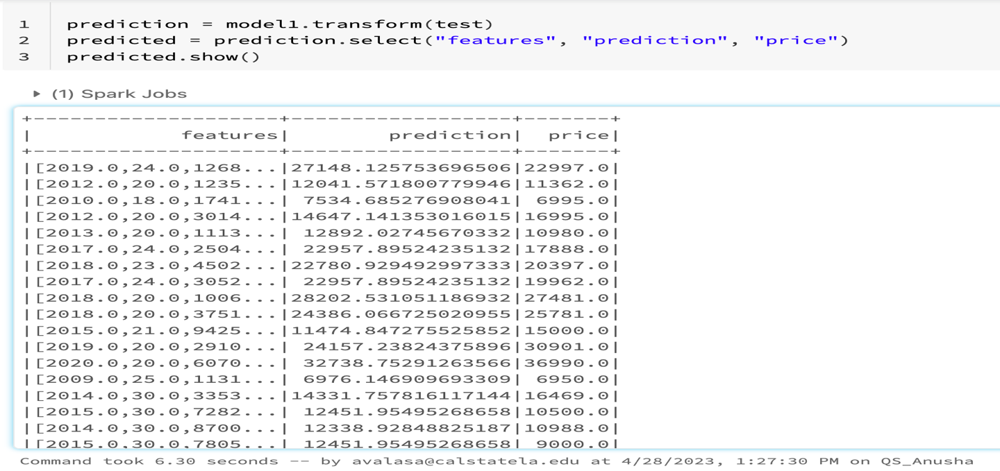 1 prediction = model1.transform(test)
2 predicted = prediction.select("features", "prediction", "price")
3 predicted.show()
▶ (1) Spark Jobs
+--------------------+------------------+-------+
|            features|        prediction|  price|
+--------------------+------------------+-------+
|[2019.0,24.0,1268...|27148.125753696506|22997.0|
|[2012.0,20.0,1235...|12041.571800779946|11362.0|
|[2010.0,18.0,1741...| 7534.685276908041| 6995.0|
|[2012.0,20.0,3014...|14647.141353016015|16995.0|
|[2013.0,20.0,1113...| 12892.02745670332|10980.0|
|[2017.0,24.0,2504...| 22957.89524235132|17888.0|
|[2018.0,23.0,4502...|22780.929492997333|20397.0|
|[2017.0,24.0,3052...| 22957.89524235132|19962.0|
|[2018.0,20.0,1006...|28202.531051186932|27481.0|
|[2018.0,20.0,3751...|24386.066725020955|25781.0|
|[2015.0,21.0,9425...|11474.847275525852|15000.0|
|[2019.0,20.0,2910...| 24157.23824375896|30901.0|
|[2020.0,20.0,6070...| 32738.75291263566|36990.0|
|[2009.0,25.0,1131...| 6976.146909693309| 6950.0|
|[2014.0,30.0,3353...|14331.757816117144|16469.0|
|[2015.0,30.0,7282...| 12451.95495268658|10500.0|
|[2014.0,30.0,8700...| 12338.92848825187|10988.0|
|[2015.0,30.0,7805...| 12451.95495268658| 9000.0|
Command took 6.30 seconds -- by avalasa@calstatela.edu at 4/28/2023, 1:27:30 PM on QS_Anusha